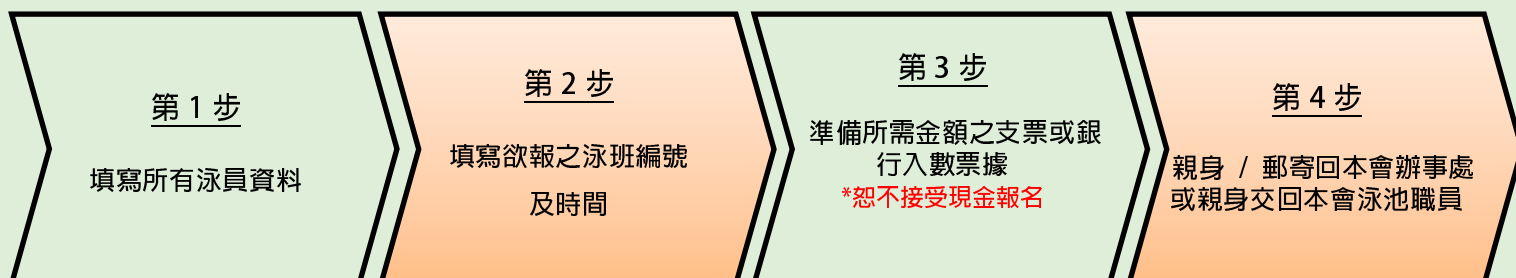 第 1 步
填寫所有泳員資料
第 2 步
填寫欲報之泳班編號
及時間
第 3 步
準備所需金額之支票或銀
行入數票據
*恕不接受現金報名
第 4 步
親身 / 郵寄回本會辦事處
或親身交回本會泳池職員